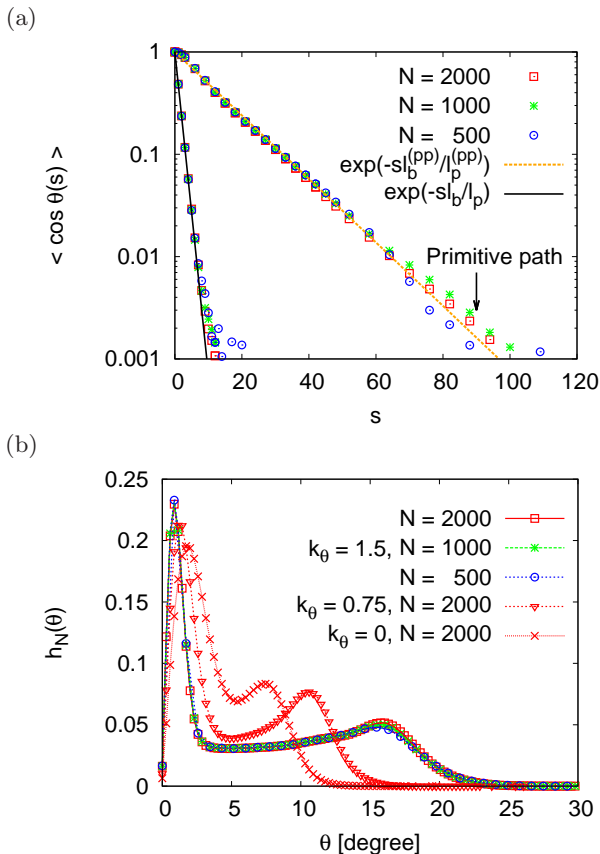 (a)
1
0.1
0.01
0.001
< cos θ(s) >
N = 2000
N = 1000
N = 500
exp(-sl_b^(pp)/l_p^(pp))
exp(-sl_b/l_p)
Primitive path
0 20 40 60 80 100 120
s
(b)
0.25
0.2
0.15
0.1
0.05
0
h_N(θ)
N = 2000
k_θ = 1.5, N = 1000
N = 500
k_θ = 0.75, N = 2000
k_θ = 0, N = 2000
0 5 10 15 20 25 30
θ [degree]